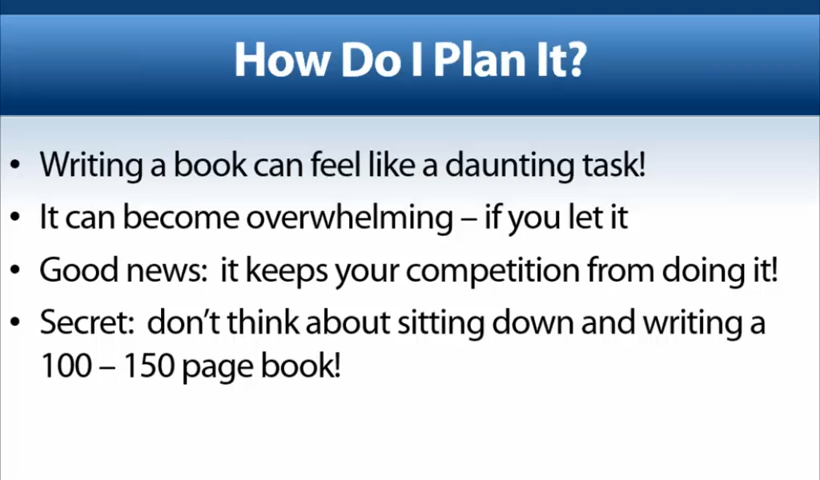 How Do I Plan It?
• Writing a book can feel like a daunting task!
• It can become overwhelming – if you let it
• Good news:  it keeps your competition from doing it!
• Secret:  don’t think about sitting down and writing a
100 – 150 page book!